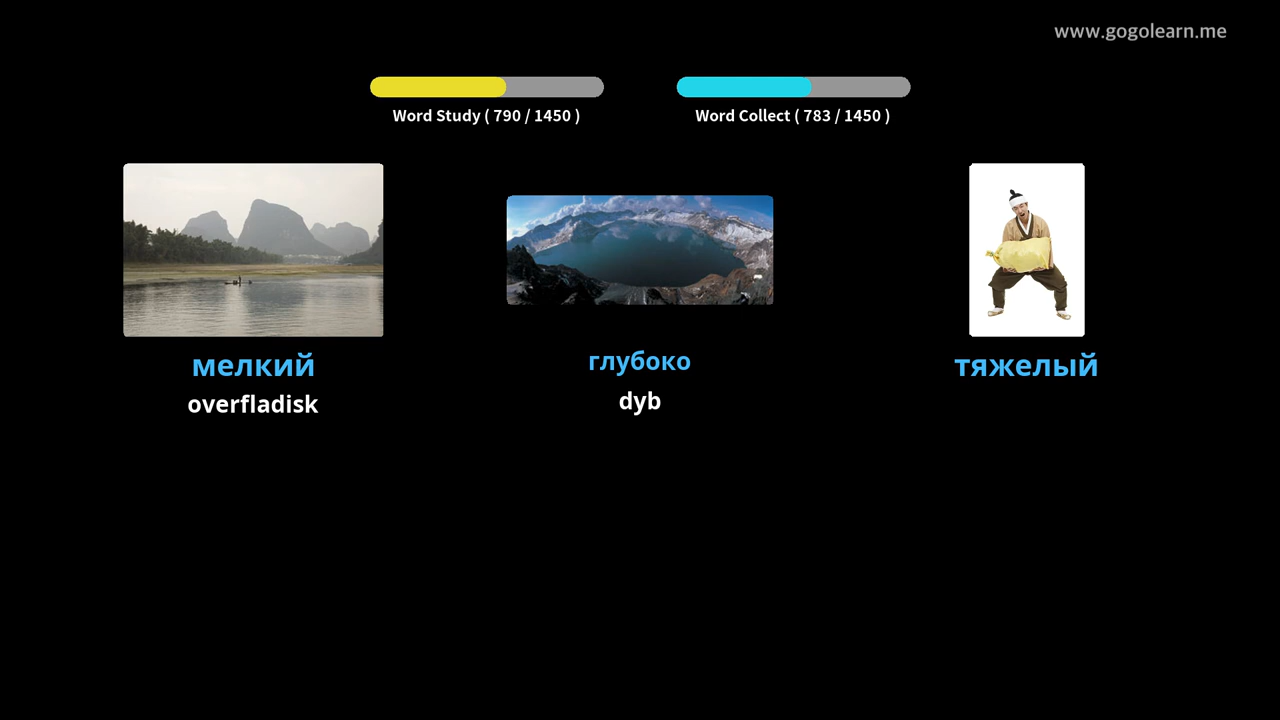 www.gogolearn.me
Word Study ( 790 / 1450 )
Word Collect ( 783 / 1450 )
мелкий
overfladisk
глубоко
dyb
тяжелый